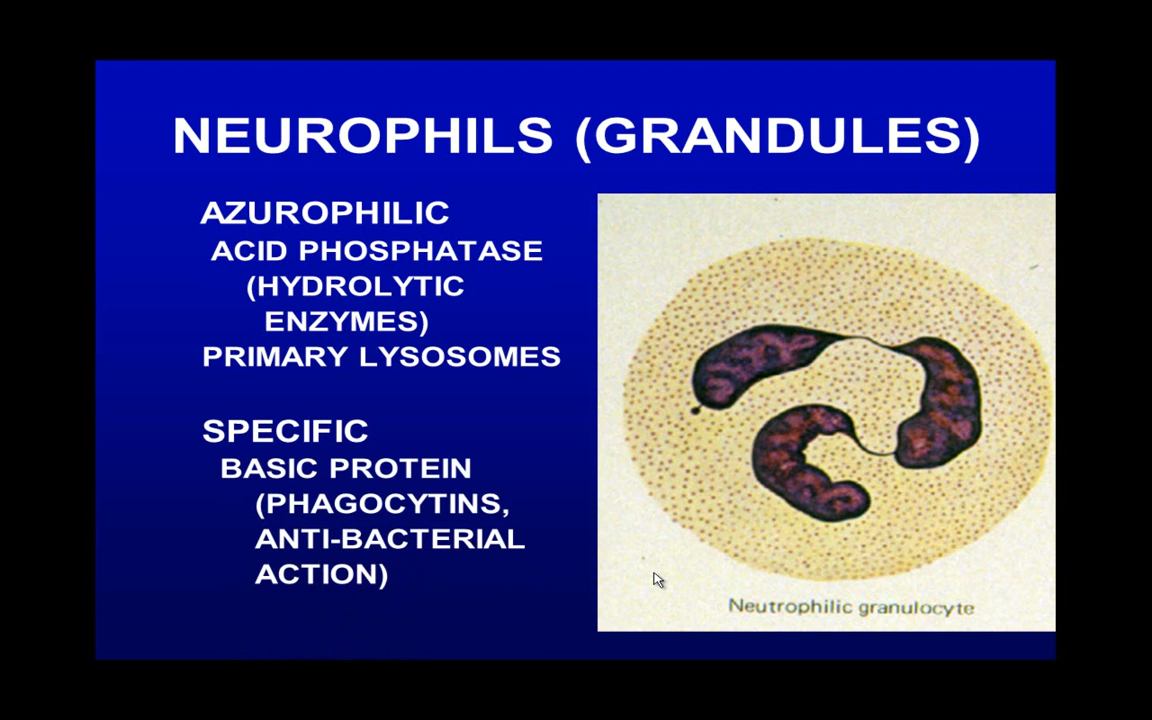 NEUROPHILS (GRANDULES)
AZUROPHILIC
ACID PHOSPHATASE
(HYDROLYTIC
ENZYMES)
PRIMARY LYSOSOMES
SPECIFIC
BASIC PROTEIN
(PHAGOCYTINS,
ANTI-BACTERIAL
ACTION)
Neutrophilic granulocyte